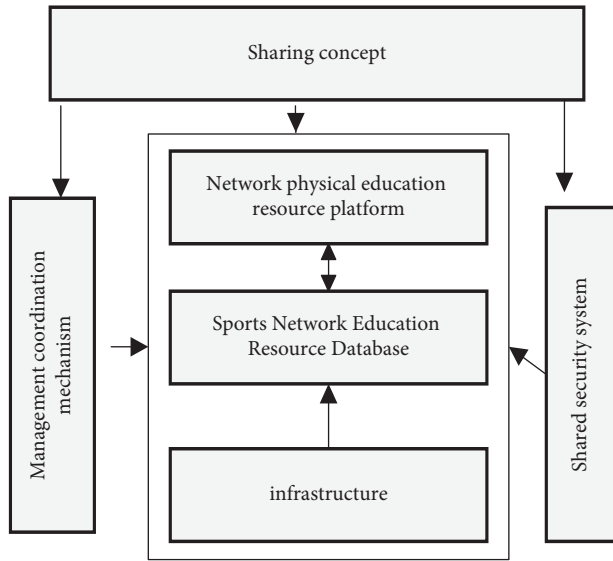 Sharing concept
Network physical education
resource platform
Management coordination
mechanism
Sports Network Education
Resource Database
Shared security system
infrastructure